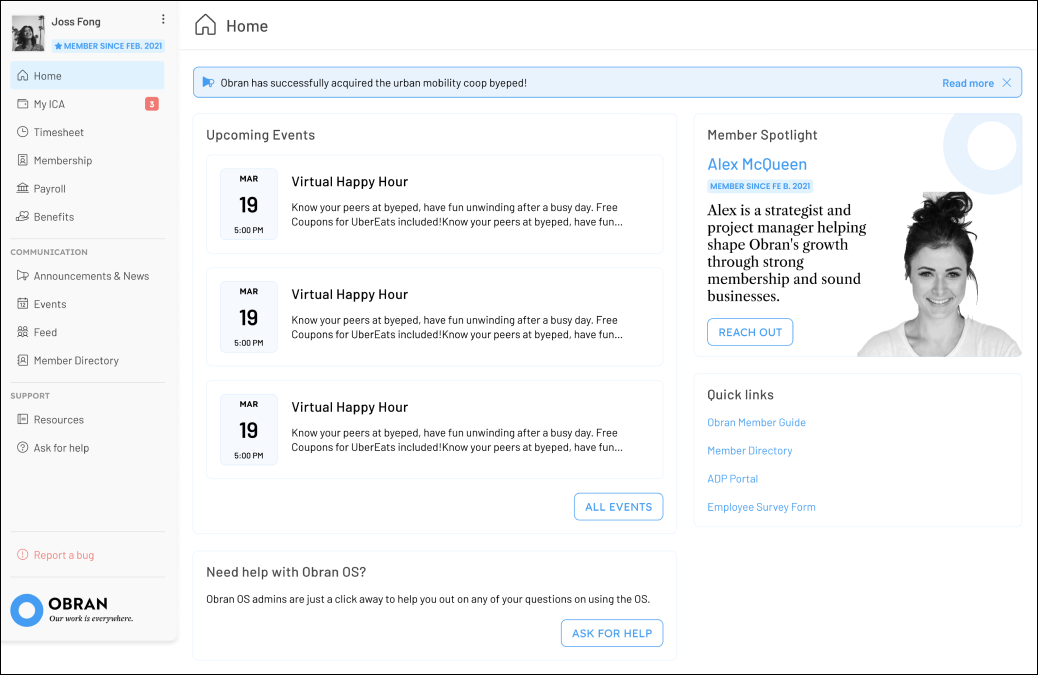 Joss Fong
MEMBER SINCE FEB. 2021
Home
My ICA
3
Timesheet
Membership
Payroll
Benefits
COMMUNICATION
Announcements & News
Events
Feed
Member Directory
SUPPORT
Resources
Ask for help
Report a bug
OBRAN
Our work is everywhere.
Home
Obran has successfully acquired the urban mobility coop byeped!
Read more
Upcoming Events
MAR
19
5:00 PM
Virtual Happy Hour
Know your peers at byeped, have fun unwinding after a busy day. Free
Coupons for UberEats included!Know your peers at byeped, have fun...
MAR
19
5:00 PM
Virtual Happy Hour
Know your peers at byeped, have fun unwinding after a busy day. Free
Coupons for UberEats included!Know your peers at byeped, have fun...
MAR
19
5:00 PM
Virtual Happy Hour
Know your peers at byeped, have fun unwinding after a busy day. Free
Coupons for UberEats included!Know your peers at byeped, have fun...
ALL EVENTS
Need help with Obran OS?
Obran OS admins are just a click away to help you out on any of your questions on using the OS.
ASK FOR HELP
Member Spotlight
Alex McQueen
MEMBER SINCE FE B. 2021
Alex is a strategist and
project manager helping
shape Obran's growth
through strong
membership and sound
businesses.
REACH OUT
Quick links
Obran Member Guide
Member Directory
ADP Portal
Employee Survey Form